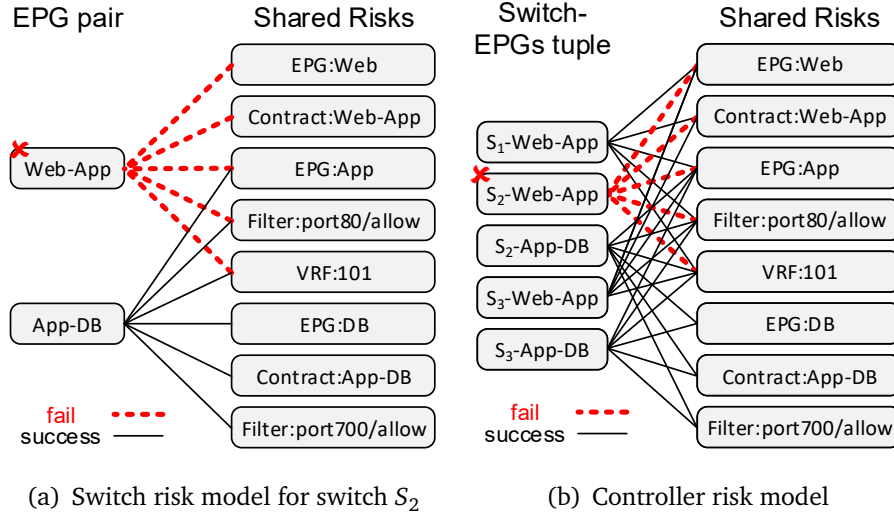 EPG pair
Shared Risks
EPG:Web
Contract:Web-App
Web-App
EPG:App
Filter:port80/allow
VRF:101
App-DB
EPG:DB
Contract:App-DB
Filter:port700/allow
fail
success
(a) Switch risk model for switch S₂
Switch-
EPGs tuple
Shared Risks
EPG:Web
Contract:Web-App
S₁-Web-App
EPG:App
S₂-Web-App
Filter:port80/allow
S₂-App-DB
VRF:101
S₃-Web-App
EPG:DB
S₃-App-DB
Contract:App-DB
Filter:port700/allow
fail
success
(b) Controller risk model